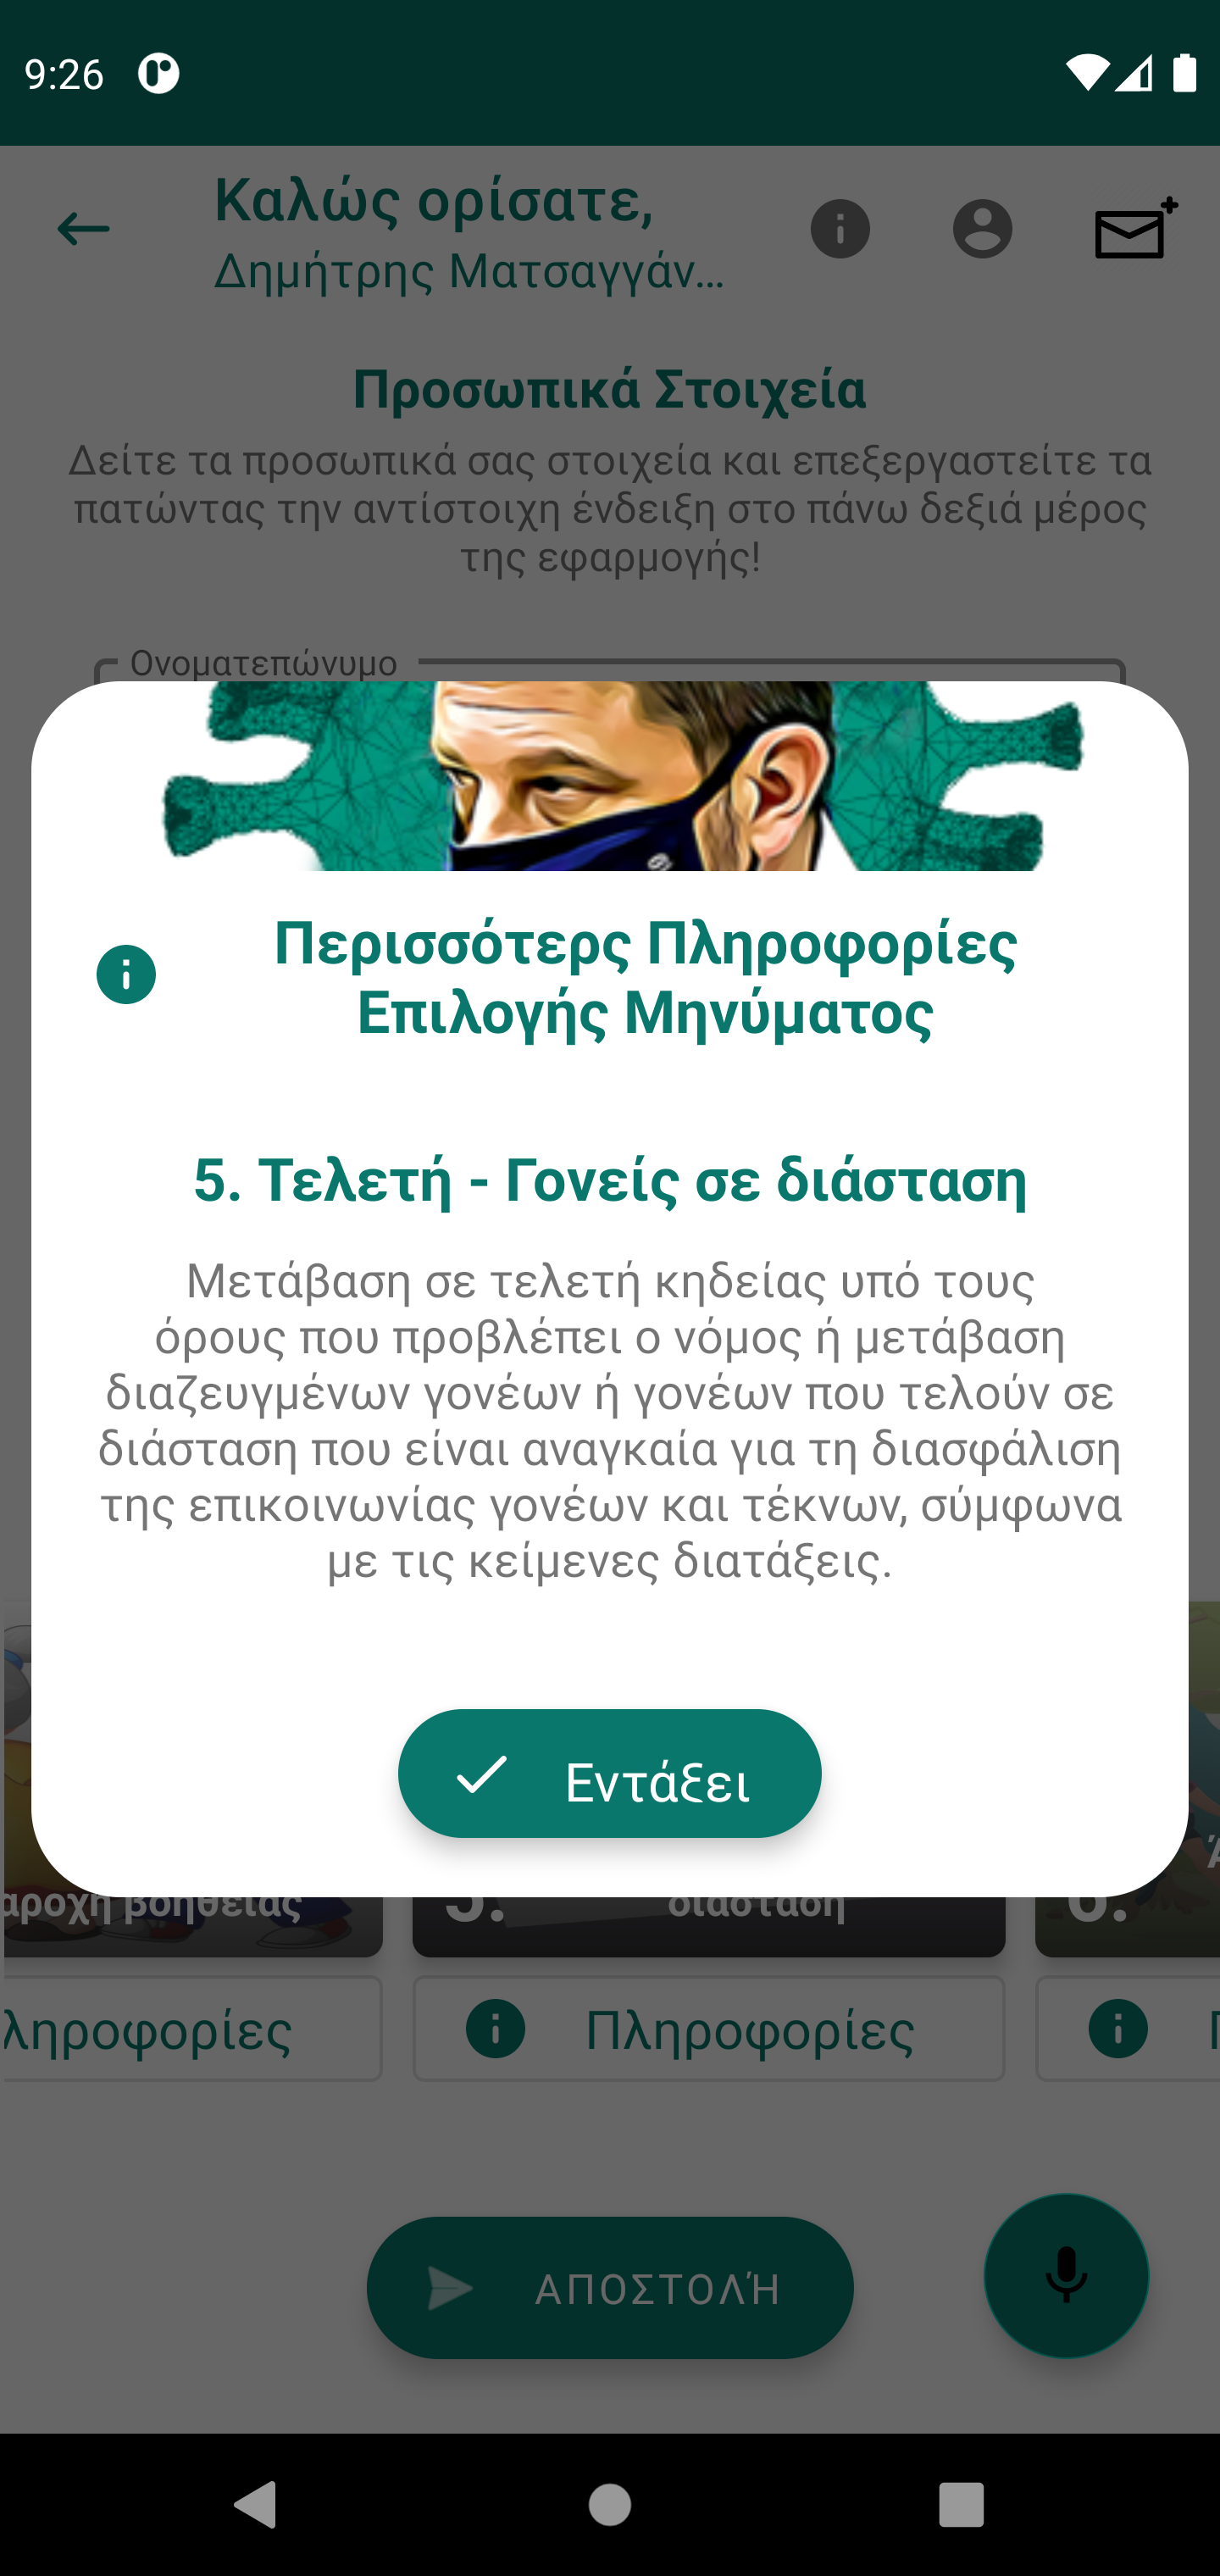 9:26
Καλώς ορίσατε,
Δημήτρης Ματσαγγάν...
Προσωπικά Στοιχεία
Δείτε τα προσωπικά σας στοιχεία και επεξεργαστείτε τα
πατώντας την αντίστοιχη ένδειξη στο πάνω δεξιά μέρος
της εφαρμογής!
Ονοματεπώνυμο
Περισσότερς Πληροφορίες
Επιλογής Μηνύματος
5. Τελετή - Γονείς σε διάσταση
Μετάβαση σε τελετή κηδείας υπό τους
όρους που προβλέπει ο νόμος ή μετάβαση
διαζευγμένων γονέων ή γονέων που τελούν σε
διάσταση που είναι αναγκαία για τη διασφάλιση
της επικοινωνίας γονέων και τέκνων, σύμφωνα
με τις κείμενες διατάξεις.
Εντάξει
αροχή βοήθειας 5. διάσταση 6.
ληροφορίες Πληροφορίες
ΑΠΟΣΤΟΛΉ